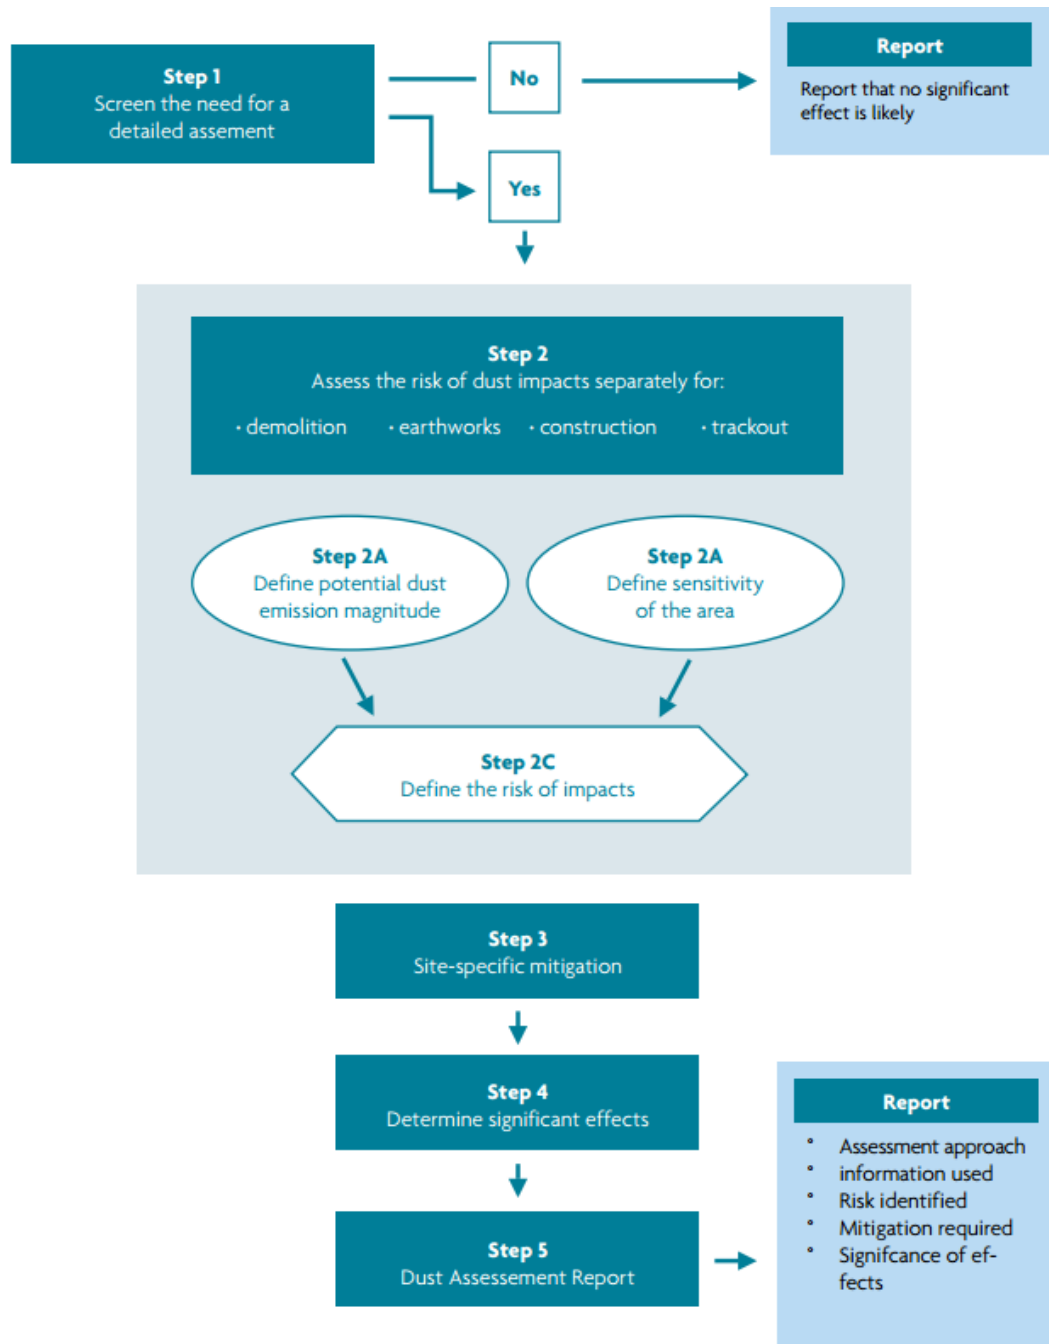 Step 1
Screen the need for a
detailed assement
No
Yes
Report
Report that no significant
effect is likely
Step 2
Assess the risk of dust impacts separately for:
· demolition · earthworks · construction · trackout
Step 2A
Define potential dust
emission magnitude
Step 2A
Define sensitivity
of the area
Step 2C
Define the risk of impacts
Step 3
Site-specific mitigation
Step 4
Determine significant effects
Step 5
Dust Assessement Report
Report
° Assessment approach
° information used
° Risk identified
° Mitigation required
° Signifcance of ef-
fects